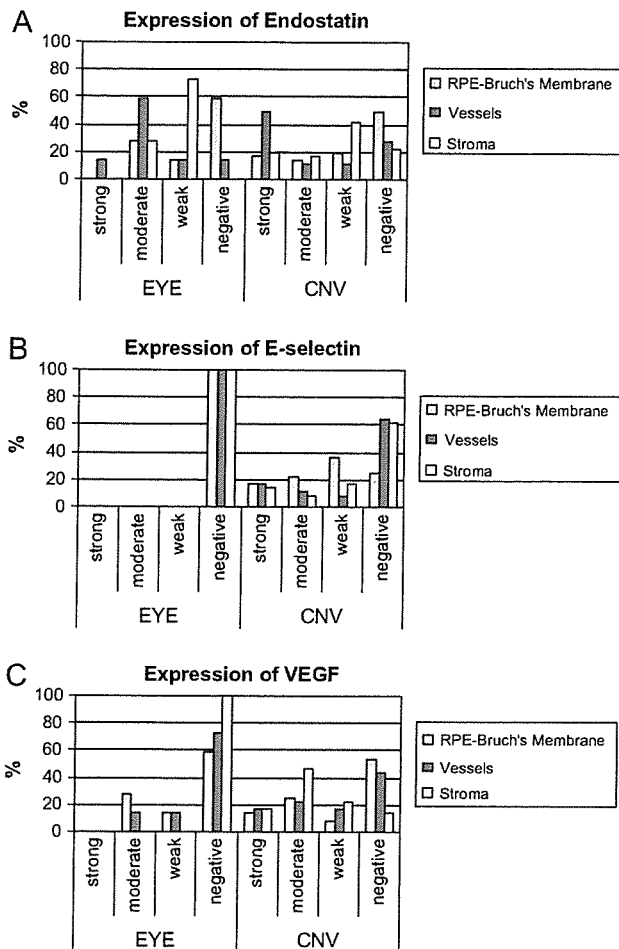 A
Expression of Endostatin
%
100
80
60
40
20
0
strong
moderate
weak
negative
strong
moderate
weak
negative
EYE
CNV
RPE-Bruch's Membrane
Vessels
Stroma
B
Expression of E-selectin
%
100
80
60
40
20
0
strong
moderate
weak
negative
strong
moderate
weak
negative
EYE
CNV
RPE-Bruch's Membrane
Vessels
Stroma
C
Expression of VEGF
%
100
80
60
40
20
0
strong
moderate
weak
negative
strong
moderate
weak
negative
EYE
CNV
RPE-Bruch's Membrane
Vessels
Stroma